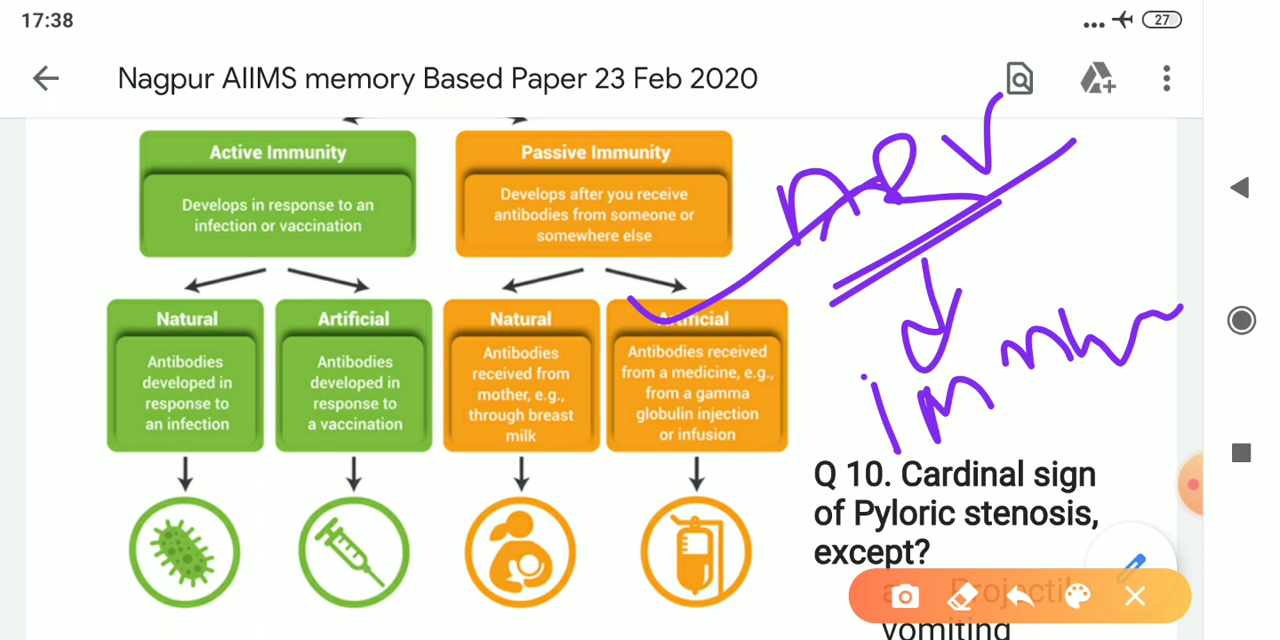 17:38
27
Nagpur AIIMS memory Based Paper 23 Feb 2020
Active Immunity
Develops in response to an
infection or vaccination
Passive Immunity
Develops after you receive
antibodies from someone or
somewhere else
Natural
Antibodies
developed in
response to
an infection
Artificial
Antibodies
developed in
response to
a vaccination
Natural
Antibodies
received from
mother, e.g.,
through breast
milk
Artificial
Antibodies received
from a medicine, e.g.,
from a gamma
globulin injection
or infusion
Q 10. Cardinal sign
of Pyloric stenosis,
except?
vomiting